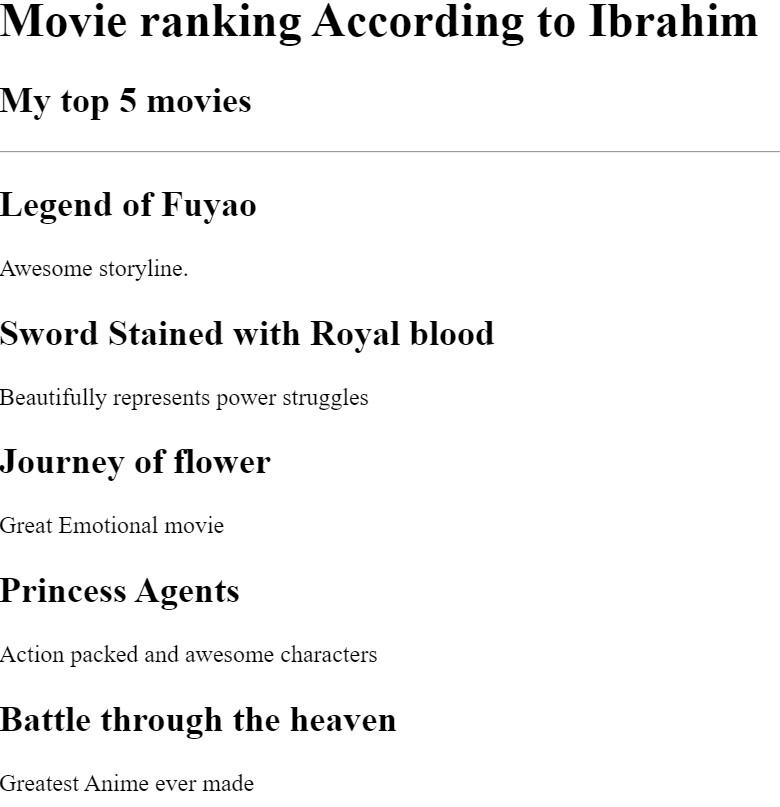 Movie ranking According to Ibrahim
My top 5 movies
Legend of Fuyao
Awesome storyline.
Sword Stained with Royal blood
Beautifully represents power struggles
Journey of flower
Great Emotional movie
Princess Agents
Action packed and awesome characters
Battle through the heaven
Greatest Anime ever made